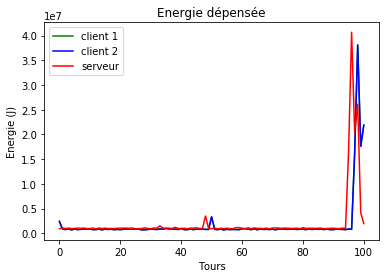 Energie dépensée
1e7
client 1
client 2
serveur
4.0
3.5
3.0
2.5
2.0
1.5
1.0
0.5
0.0
Energie (J)
0 20 40 60 80 100
Tours